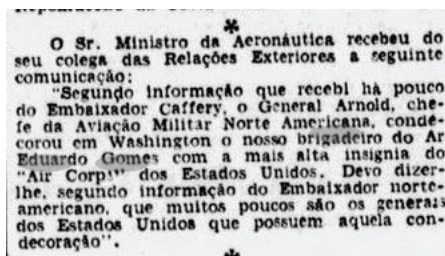 *
O Sr. Ministro da Aeronáutica recebeu do
seu colega das Relações Exteriores a seguinte
comunicação:
"Segundo informação que recebi há pouco
do Embaixador Caffery, o General Arnold, che-
fe da Aviação Militar Norte Americana, conde-
corou em Washington o nosso brigadeiro do Ar
Eduardo Gomes com a mais alta insignia do
"Air Corps" dos Estados Unidos. Devo dizer-
lhe, segundo informação do Embaixador norte-
americano, que muitos poucos são os generais
dos Estados Unidos que possuem aquela con-
decoração".
*